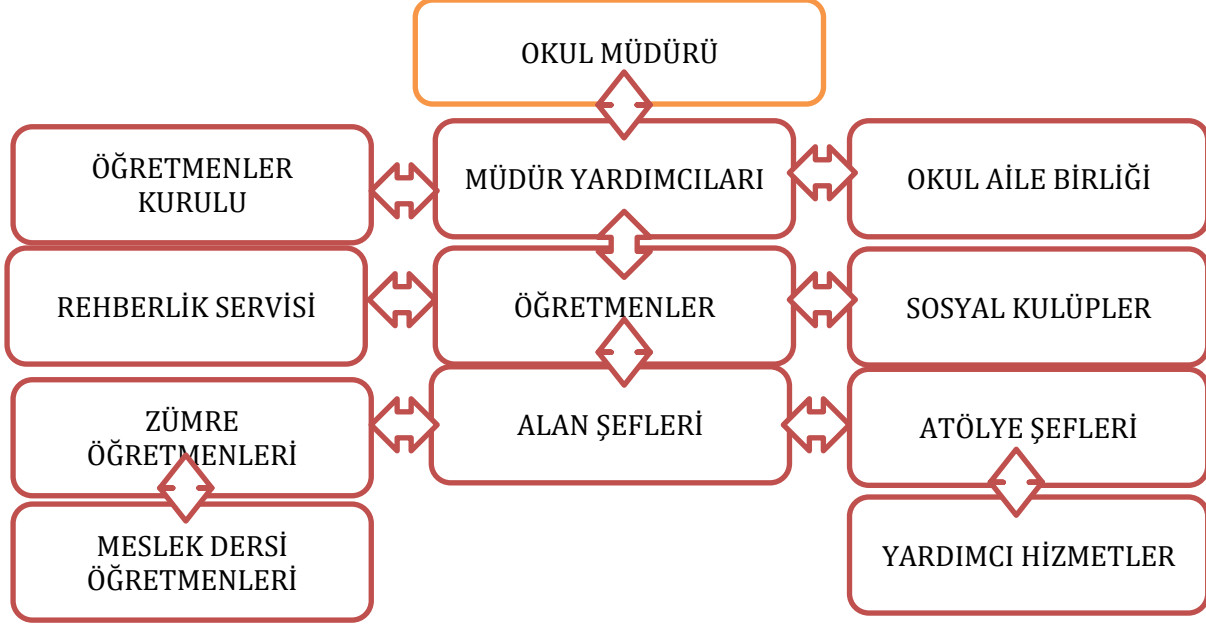 OKUL MÜDÜRÜ
ÖĞRETMENLER
KURULU
MÜDÜR YARDIMCILARI
OKUL AİLE BİRLİĞİ
REHBERLİK SERVİSİ
ÖĞRETMENLER
SOSYAL KULÜPLER
ZÜMRE
ÖĞRETMENLERİ
ALAN ŞEFLERİ
ATÖLYE ŞEFLERİ
MESLEK DERSİ
ÖĞRETMENLERİ
YARDIMCI HİZMETLER